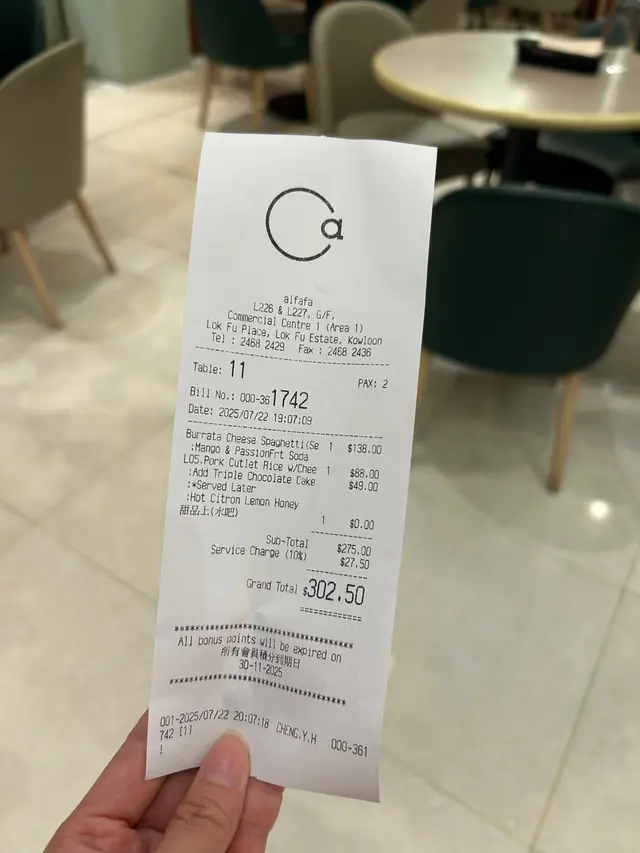 a
alfafa
L226 & L227, G/F,
Commercial Centre 1 (Area 1)
Lok Fu Place, Lok Fu Estate, Kowloon
Tel : 2468 2429 Fax : 2468 2436
Table: 11 PAX: 2
Bill No.: 000-361742
Date: 2025/07/22 19:07:09
Burrata Cheese Spaghetti(Se 1 $138.00
:Mango & PassionFrt Soda
L05.Pork Cutlet Rice w/Chee 1 $88.00
:Add Triple Chocolate Cake $49.00
:*Served Later
:Hot Citron Lemon Honey
甜品上(水吧) 1 $0.00
Sub-Total $275.00
Service Charge (10%) $27.50
Grand Total $302.50
All bonus points will be expired on
所有會員積分到期日
30-11-2025
001-2025/07/22 20:07:18 CHENG.Y.H 000-361
742 [1]
!